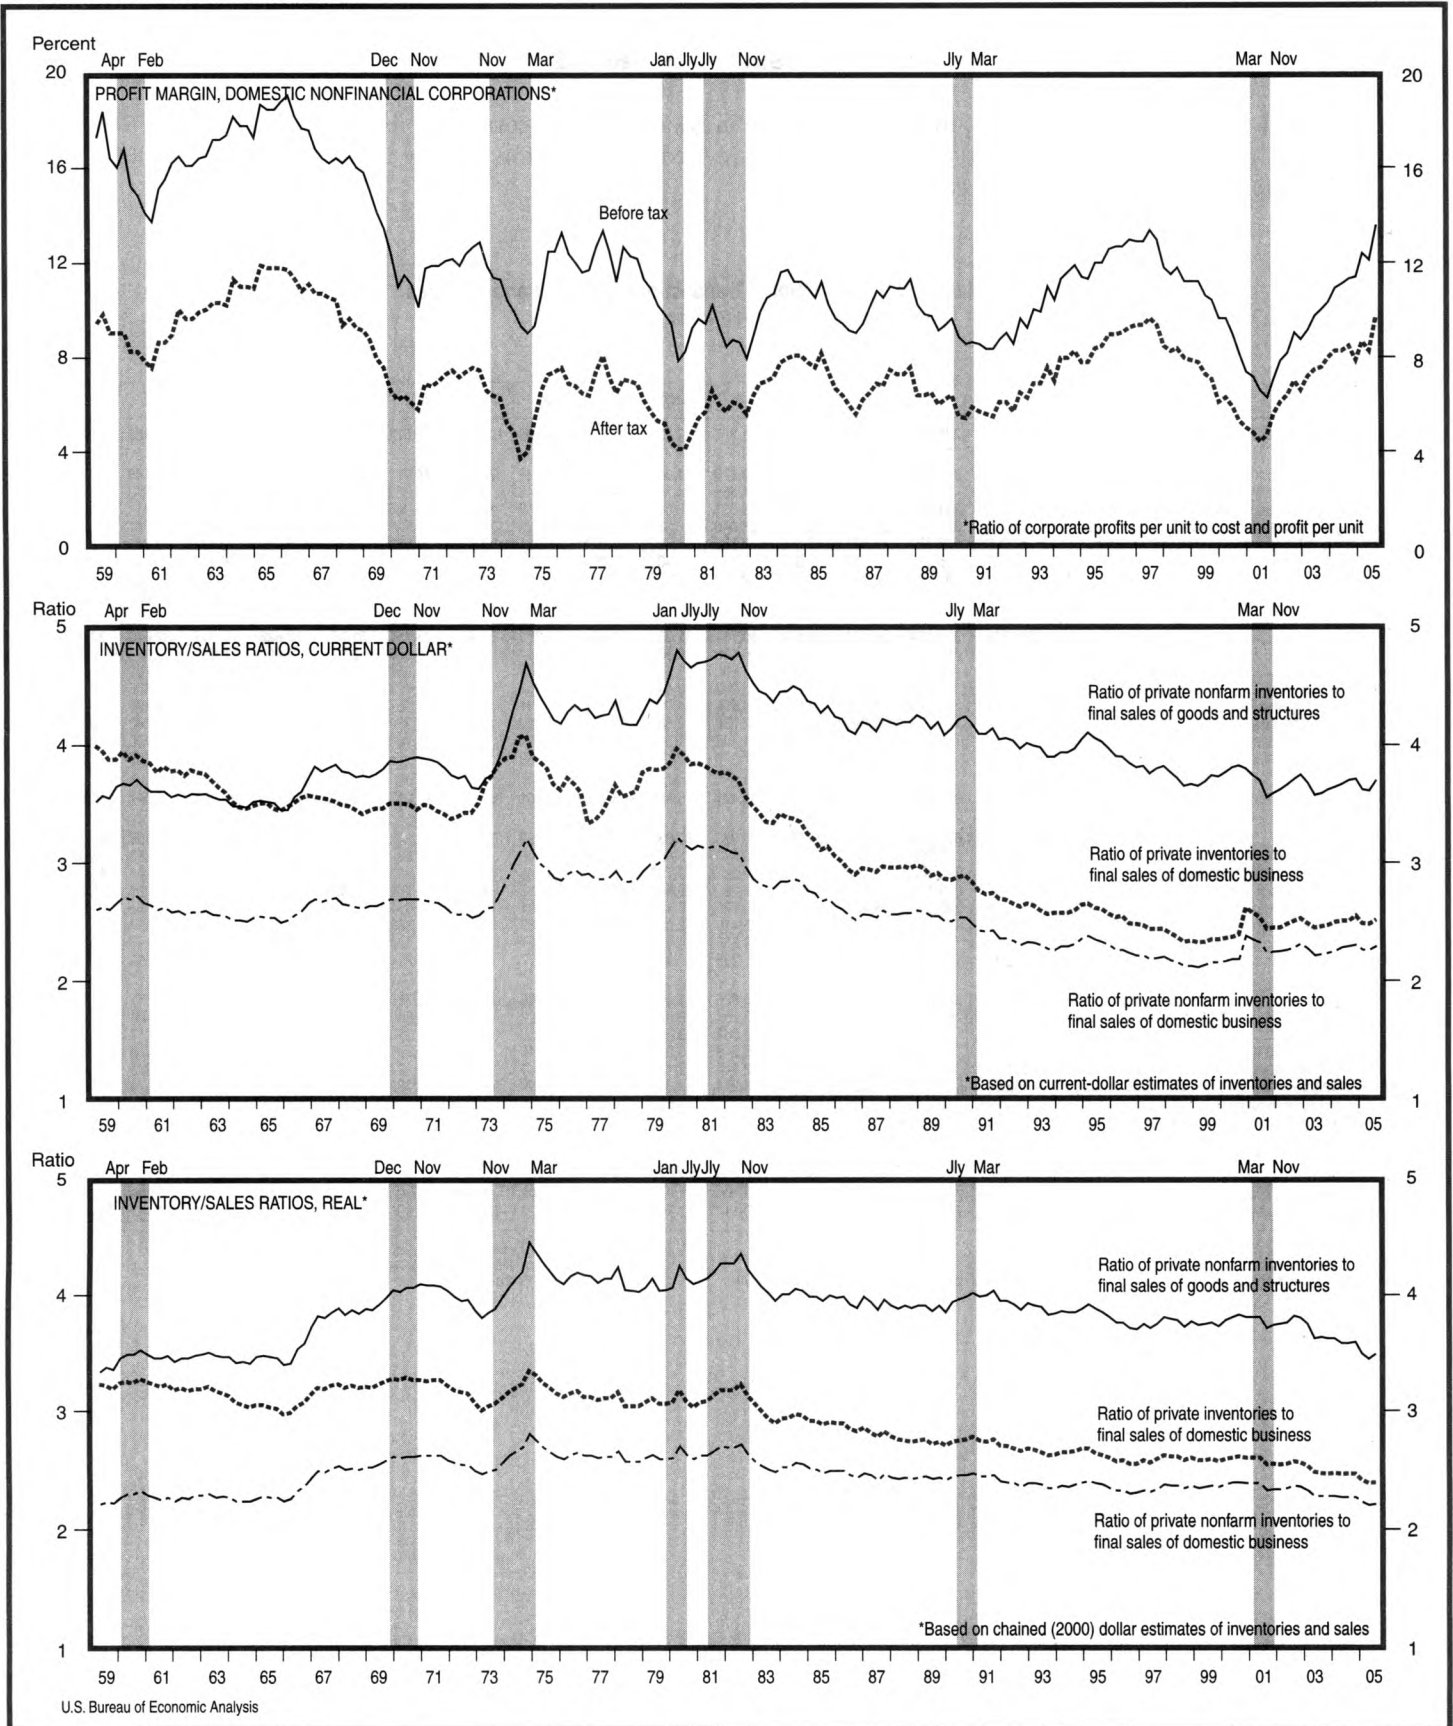 Percent
Apr Feb Dec Nov Nov Mar Jan Jly Jly Nov Jly Mar Mar Nov
20 20
PROFIT MARGIN, DOMESTIC NONFINANCIAL CORPORATIONS*
16 16
Before tax
12 12
8 8
After tax
4 4
*Ratio of corporate profits per unit to cost and profit per unit
0 0
59 61 63 65 67 69 71 73 75 77 79 81 83 85 87 89 91 93 95 97 99 01 03 05
Ratio Apr Feb Dec Nov Nov Mar Jan Jly Jly Nov Jly Mar Mar Nov
5 5
INVENTORY/SALES RATIOS, CURRENT DOLLAR*
Ratio of private nonfarm inventories to
final sales of goods and structures
4 4
Ratio of private inventories to
3 3
final sales of domestic business
2 2
Ratio of private nonfarm inventories to
final sales of domestic business
*Based on current-dollar estimates of inventories and sales
1 1
59 61 63 65 67 69 71 73 75 77 79 81 83 85 87 89 91 93 95 97 99 01 03 05
Ratio Apr Feb Dec Nov Nov Mar Jan Jly Jly Nov Jly Mar Mar Nov
5 5
INVENTORY/SALES RATIOS, REAL*
Ratio of private nonfarm inventories to
final sales of goods and structures
4 4
Ratio of private inventories to
3 3
final sales of domestic business
Ratio of private nonfarm inventories to
2 2
final sales of domestic business
*Based on chained (2000) dollar estimates of inventories and sales
1 1
59 61 63 65 67 69 71 73 75 77 79 81 83 85 87 89 91 93 95 97 99 01 03 05
U.S. Bureau of Economic Analysis